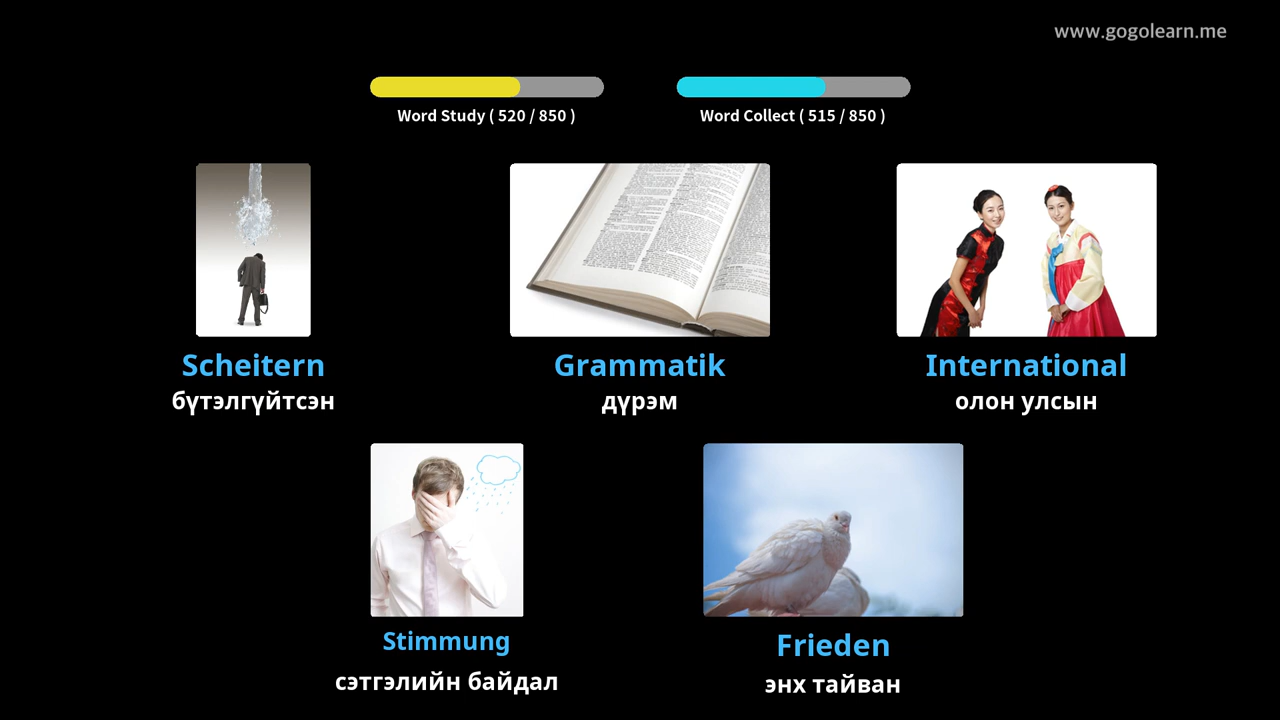 www.gogolearn.me
Word Study ( 520 / 850 )
Word Collect ( 515 / 850 )
Scheitern
бүтэлгүйтсэн
Grammatik
дүрэм
International
олон улсын
Stimmung
сэтгэлийн байдал
Frieden
энх тайван